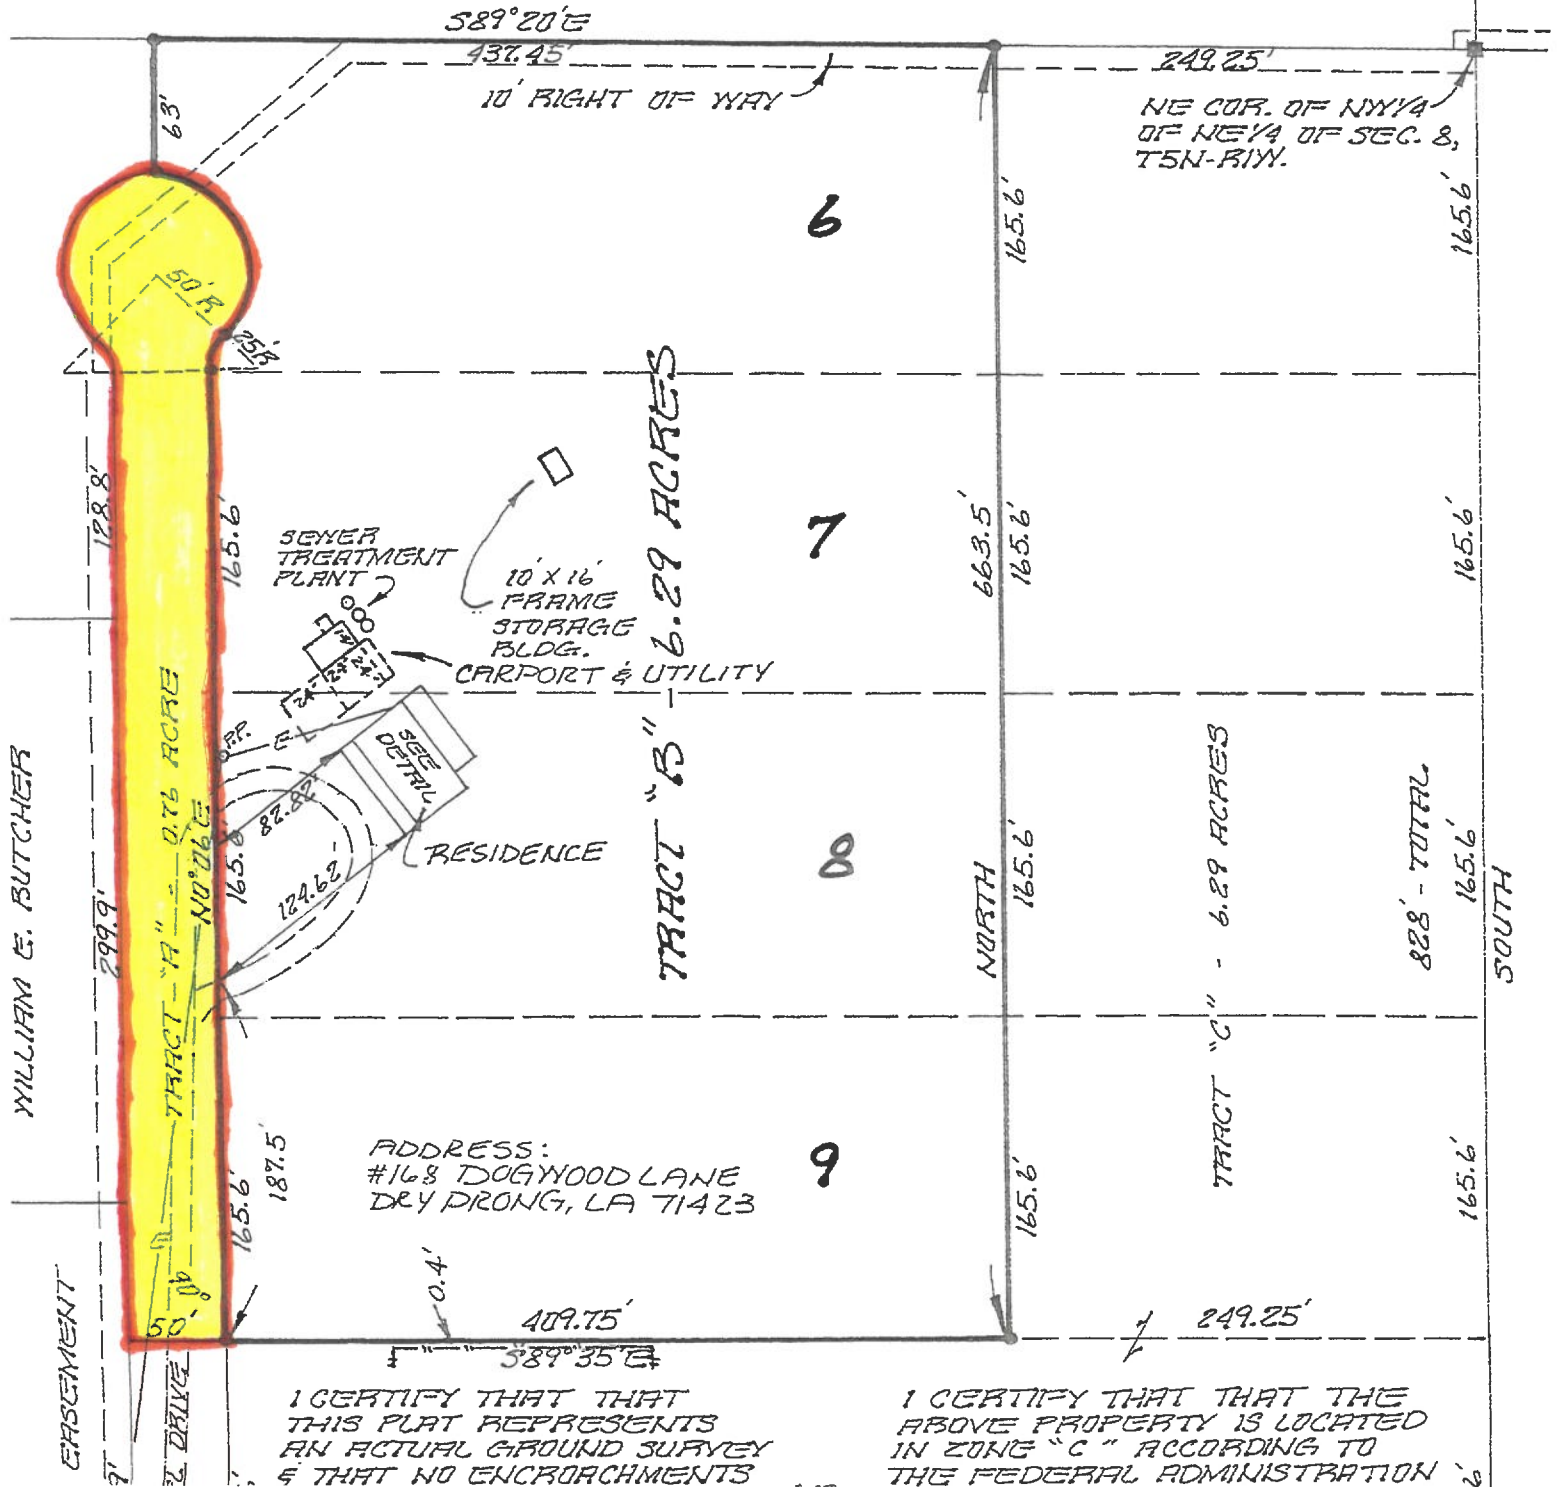 S89°20'E
437.45'
249.25'
10' RIGHT OF WAY
NE COR. OF NW1/4
OF NE1/4 OF SEC. 8,
T5N-R1W.
63'
6
165.6'
165.6'
50'R
25'R
TRACT "B" - 6.29 ACRES
128.8'
165.6'
7
663.5'
165.6'
165.6'
SEWER
TREATMENT
PLANT
10' X 16'
FRAME
STORAGE
BLDG.
CARPORT & UTILITY
24'
24'
24'
P.P.
E
SEE
DETAIL
82.82'
124.62'
RESIDENCE
WILLIAM E. BUTCHER
299.9'
TRACT - "A" - 0.76 ACRE
N0°06'E
165.6'
8
NORTH
165.6'
TRACT "C" - 6.29 ACRES
828' - TOTAL
165.6'
SOUTH
ADDRESS:
#168 DOGWOOD LANE
DRY PRONG, LA 71423
9
187.5'
165.6'
165.6'
165.6'
0.4'
50'
409.75'
S89°35'E
249.25'
EASEMENT
DRIVE
I CERTIFY THAT THAT
THIS PLAT REPRESENTS
AN ACTUAL GROUND SURVEY
& THAT NO ENCROACHMENTS
I CERTIFY THAT THAT THE
ABOVE PROPERTY IS LOCATED
IN ZONE "C" ACCORDING TO
THE FEDERAL ADMINISTRATION